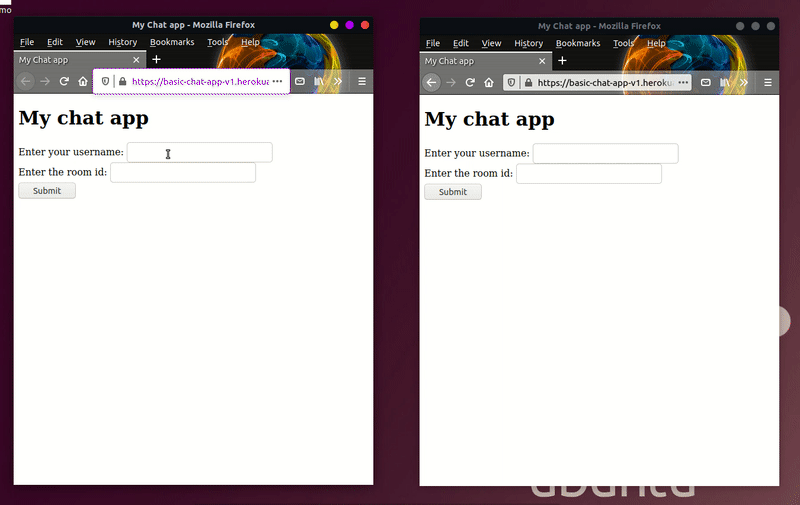 mo
My Chat app - Mozilla Firefox
File Edit View History Bookmarks Tools Help
My Chat app
https://basic-chat-app-v1.herokua
My chat app
Enter your username:
Enter the room id:
Submit
My Chat app - Mozilla Firefox
File Edit View History Bookmarks Tools Help
My Chat app
https://basic-chat-app-v1.heroku
My chat app
Enter your username:
Enter the room id:
Submit